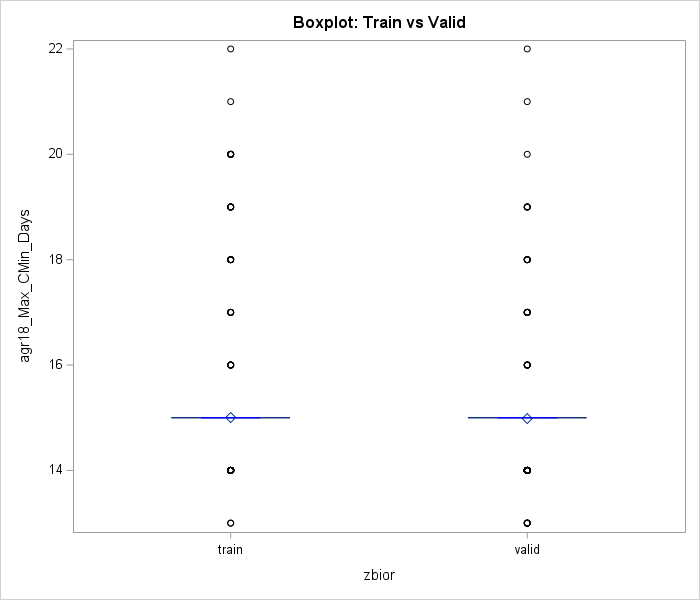 Boxplot: Train vs Valid
22
20
18
16
14
agr18_Max_CMin_Days
train
valid
zbior